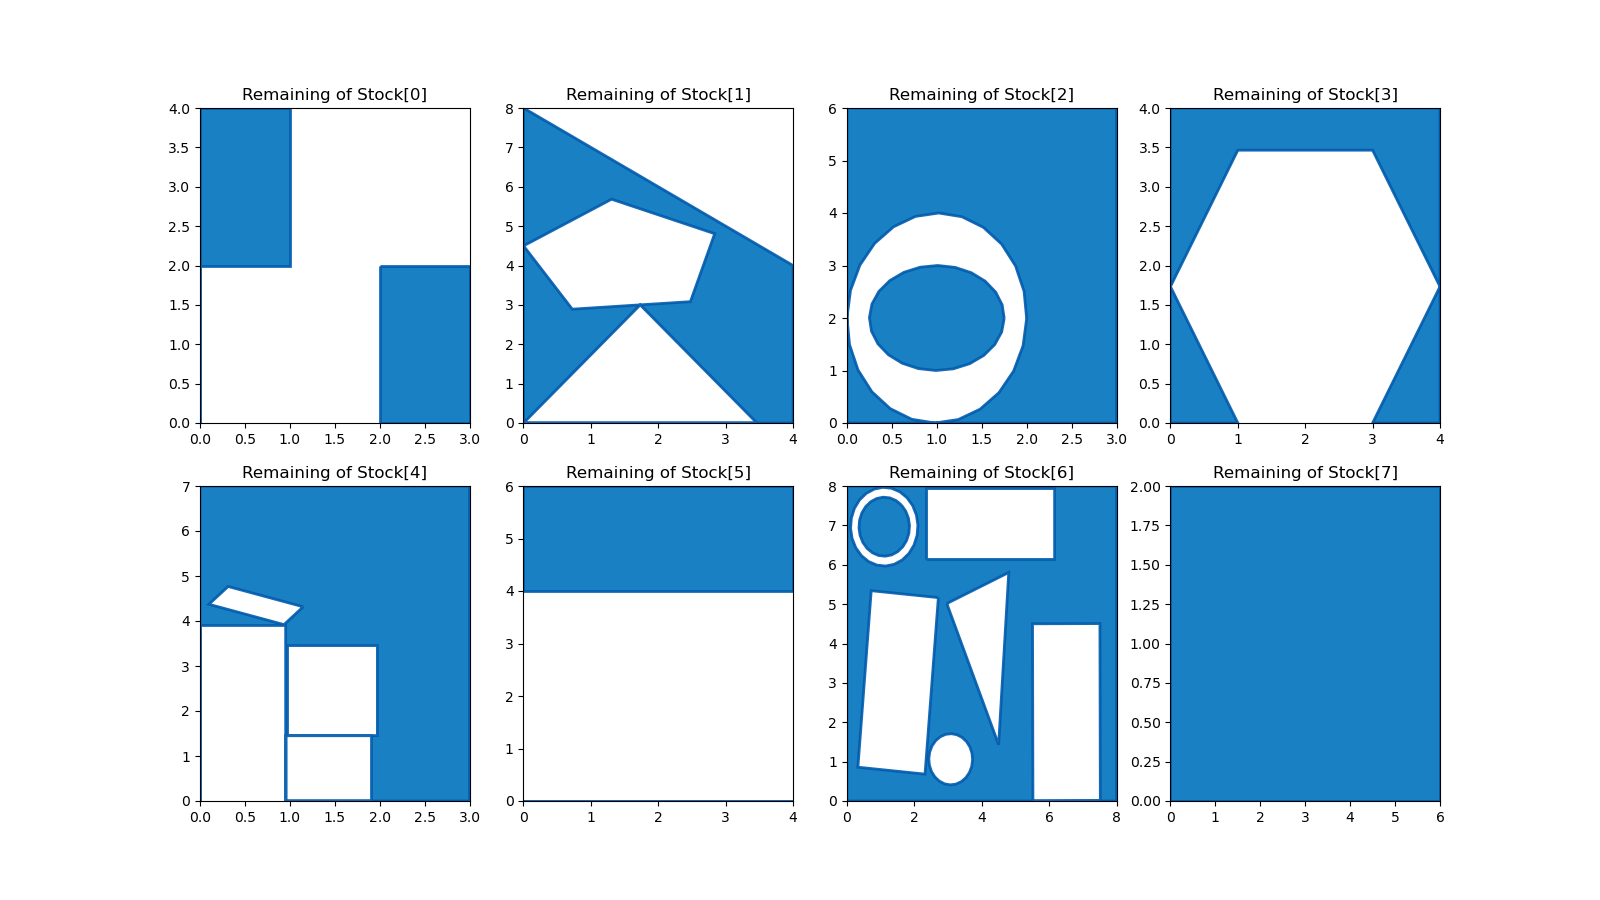 Remaining of Stock[0] Remaining of Stock[1] Remaining of Stock[2] Remaining of Stock[3]
4.0 8 6 4.0
3.5 7 5 3.5
3.0 6 4 3.0
2.5 5 3 2.5
2.0 4 2 2.0
1.5 3 1 1.5
1.0 2 0 1.0
0.5 1 0.5
0.0 0 0.0
0.0 0.5 1.0 1.5 2.0 2.5 3.0 0 1 2 3 4 0.0 0.5 1.0 1.5 2.0 2.5 3.0 0 1 2 3 4
Remaining of Stock[4] Remaining of Stock[5] Remaining of Stock[6] Remaining of Stock[7]
7 6 8 2.00
6 5 7 1.75
5 4 6 1.50
4 3 5 1.25
3 2 4 1.00
2 1 3 0.75
1 0 2 0.50
0 1 0.25
0 0.00
0.0 0.5 1.0 1.5 2.0 2.5 3.0 0 1 2 3 4 0 2 4 6 8 0 1 2 3 4 5 6